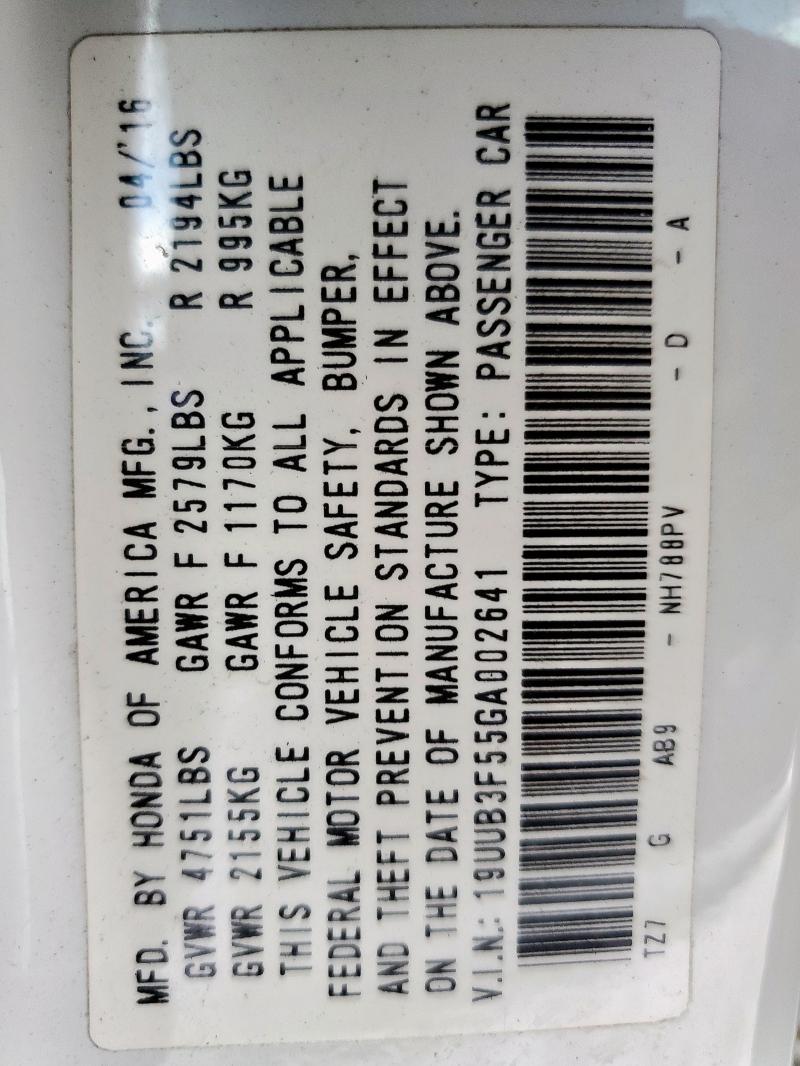 MFD. BY HONDA OF AMERICA MFG., INC. 04/'16
GVWR 4751LBS GAWR F 2579LBS R 2194LBS
GVWR 2155KG GAWR F 1170KG R 995KG
THIS VEHICLE CONFORMS TO ALL APPLICABLE
FEDERAL MOTOR VEHICLE SAFETY, BUMPER,
AND THEFT PREVENTION STANDARDS IN EFFECT
ON THE DATE OF MANUFACTURE SHOWN ABOVE.
V.I.N.: 19UUB3F55GA002641 TYPE: PASSENGER CAR
TZ7 G AB9 - NH788PV - D - A